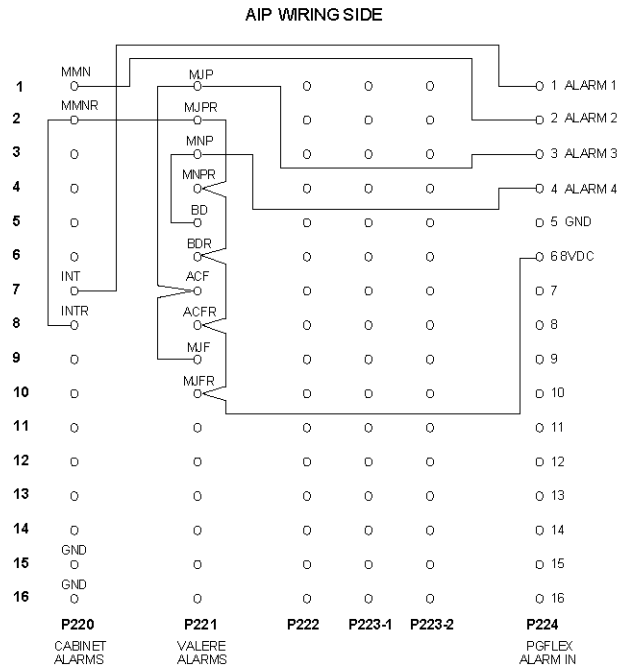 AIP WIRING SIDE
1 MMN MJP 1 ALARM 1
2 MMNR MJPR 2 ALARM 2
3 MNP 3 ALARM 3
4 MNPR 4 ALARM 4
5 BD 5 GND
6 BDR 6 8VDC
7 INT ACF 7
8 INTR ACFR 8
9 MJF 9
10 MJFR 10
11 11
12 12
13 13
14 14
15 GND 15
16 GND 16
P220 P221 P222 P223-1 P223-2 P224
CABINET ALARMS VALERE ALARMS PGFLEX ALARM IN